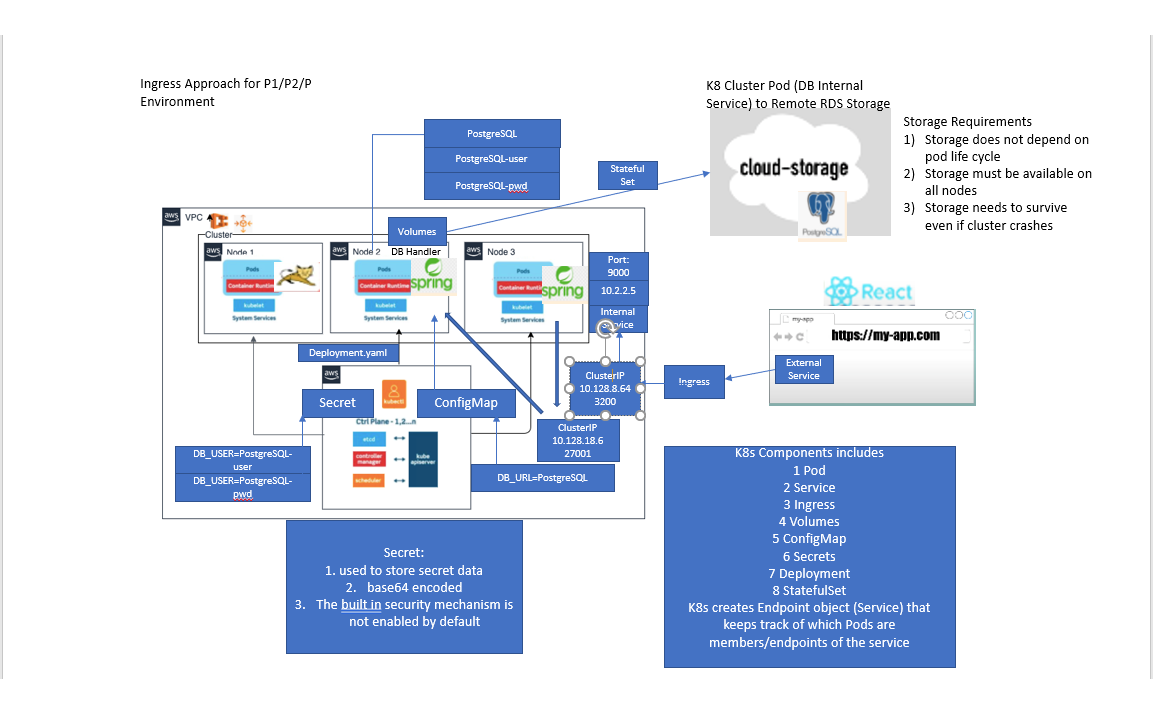 Ingress Approach for P1/P2/P
Environment
K8 Cluster Pod (DB Internal
Service) to Remote RDS Storage
cloud-storage
PostgreSQL
Storage Requirements
1) Storage does not depend on
pod life cycle
2) Storage must be available on
all nodes
3) Storage needs to survive
even if cluster crashes
PostgreSQL
PostgreSQL-user
PostgreSQL-pwd
Stateful
Set
aws
VPC
Cluster
Volumes
aws
Node 1
Pods
Container Runtime
kubelet
System Services
aws
Node 2
DB Handler
Pods
Container Runtime
spring
kubelet
System Services
aws
Node 3
Pods
Container Runti
spring
kubelet
System Services
Port:
9000
10.2.2.5
Internal
Service
React
my-app
https://my-app.com
External
Service
Ingress
ClusterIP
10.128.8.64
3200
ClusterIP
10.128.18.6
27001
Deployment.yaml
aws
kubectl
Secret
ConfigMap
Ctrl Plane - 1,2...n
etcd
controller
manager
scheduler
kube
apiserver
DB_USER=PostgreSQL-
user
DB_USER=PostgreSQL-
pwd
DB_URL=PostgreSQL
Secret:
1. used to store secret data
2. base64 encoded
3. The built in security mechanism is
not enabled by default
K8s Components includes
1 Pod
2 Service
3 Ingress
4 Volumes
5 ConfigMap
6 Secrets
7 Deployment
8 StatefulSet
K8s creates Endpoint object (Service) that
keeps track of which Pods are
members/endpoints of the service